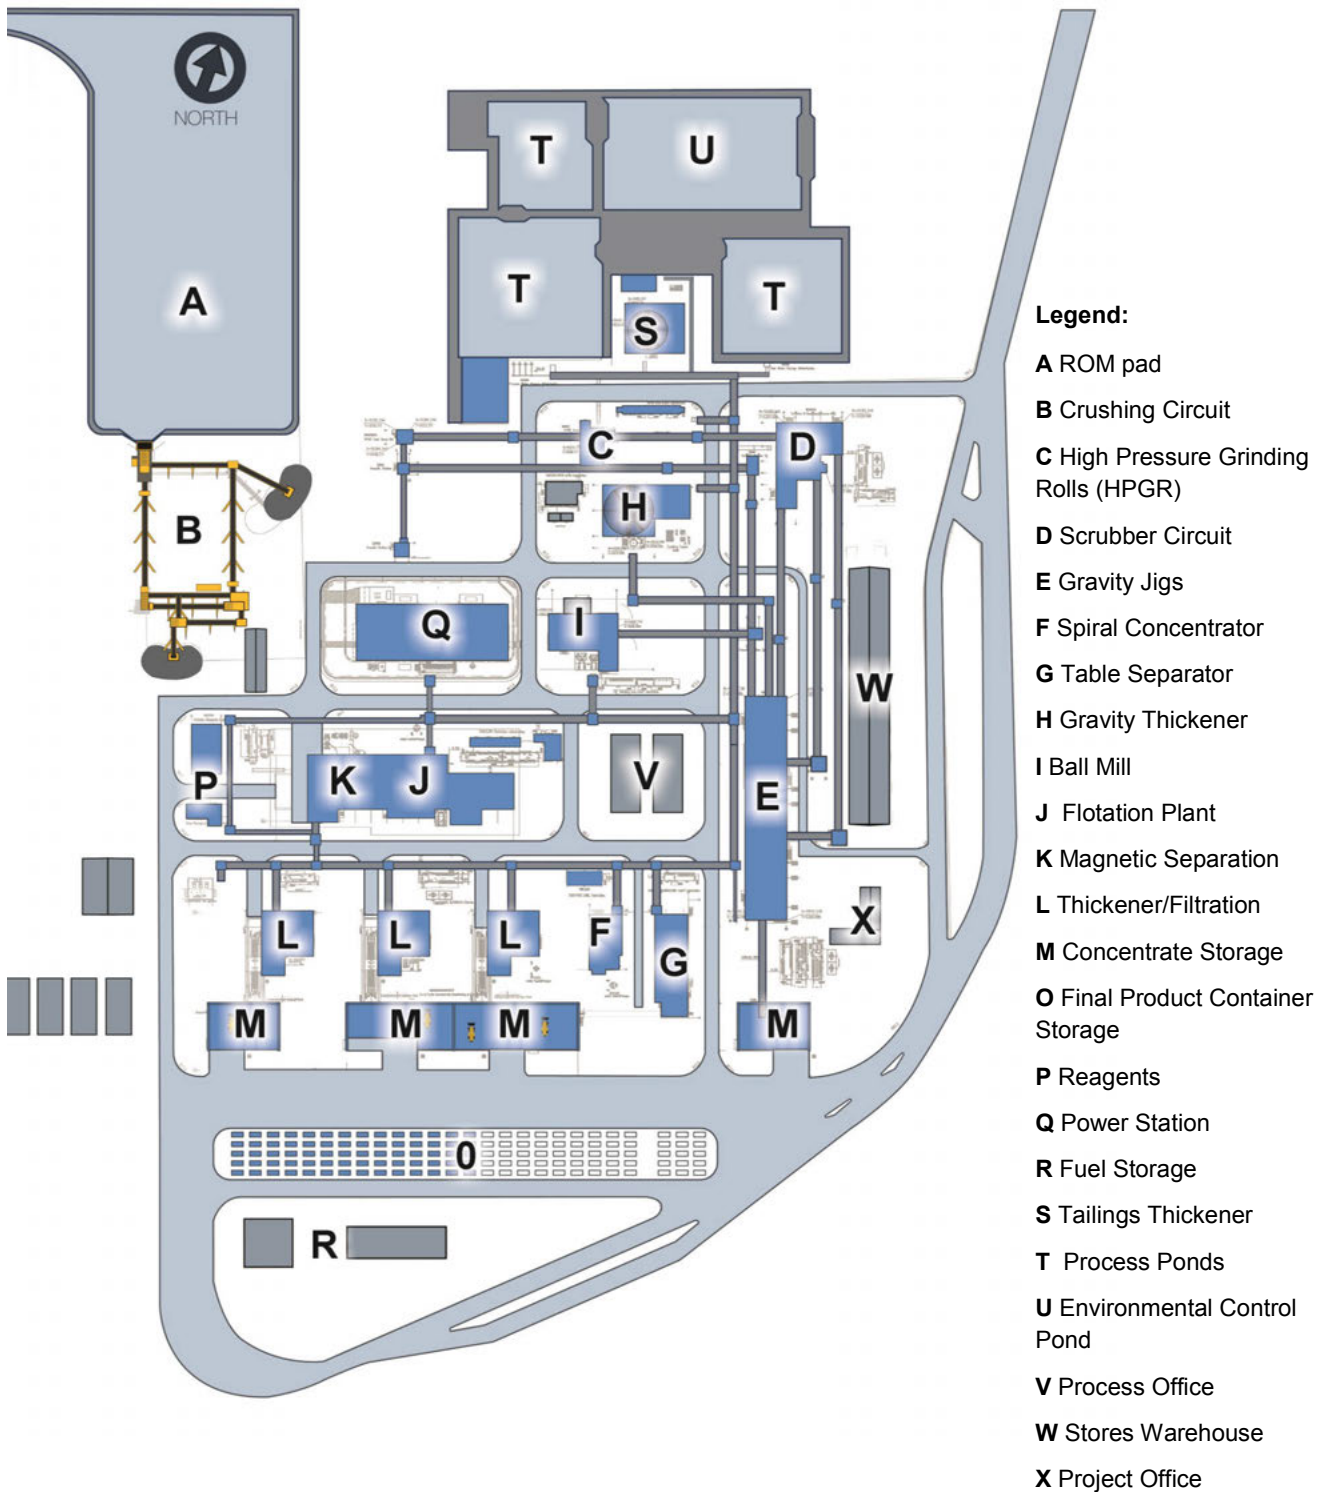 NORTH
T
U
A
T
T
S
Legend:
A ROM pad
B Crushing Circuit
C High Pressure Grinding
Rolls (HPGR)
D Scrubber Circuit
E Gravity Jigs
F Spiral Concentrator
G Table Separator
H Gravity Thickener
I Ball Mill
J Flotation Plant
K Magnetic Separation
L Thickener/Filtration
M Concentrate Storage
O Final Product Container
Storage
P Reagents
Q Power Station
R Fuel Storage
S Tailings Thickener
T Process Ponds
U Environmental Control
Pond
V Process Office
W Stores Warehouse
X Project Office
C
D
B
H
Q
I
W
P
K
J
V
E
L
L
L
F
G
X
M
M
M
M
0
R